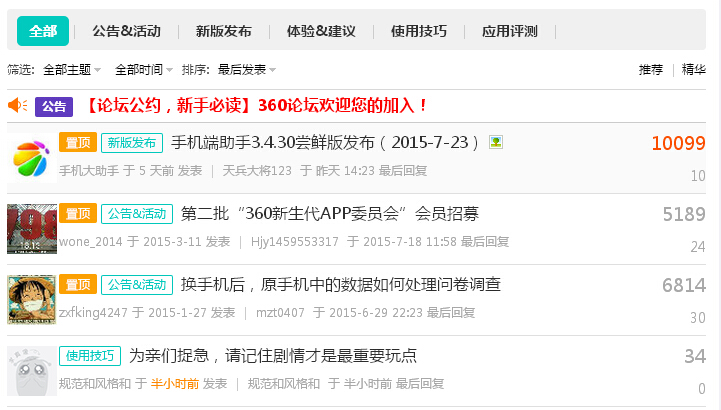 全部 公告&活动 新版发布 体验&建议 使用技巧 应用评测
筛选: 全部主题 全部时间 排序: 最后发表 推荐 精华
公告 【论坛公约，新手必读】360论坛欢迎您的加入！
置顶 新版发布 手机端助手3.4.30尝鲜版发布（2015-7-23） 10099
手机大助手 于 5 天前 发表 天兵大将123 于 昨天 14:23 最后回复 10
置顶 公告&活动 第二批“360新生代APP委员会”会员招募 5189
wone_2014 于 2015-3-11 发表 Hjy1459553317 于 2015-7-18 11:58 最后回复 24
置顶 公告&活动 换手机后，原手机中的数据如何处理问卷调查 6814
zxfking4247 于 2015-1-27 发表 mzt0407 于 2015-6-29 22:23 最后回复 30
使用技巧 为亲们捉急，请记住剧情才是最重要玩点 34
规范和风格和 于 半小时前 发表 规范和风格和 于 半小时前 最后回复 0